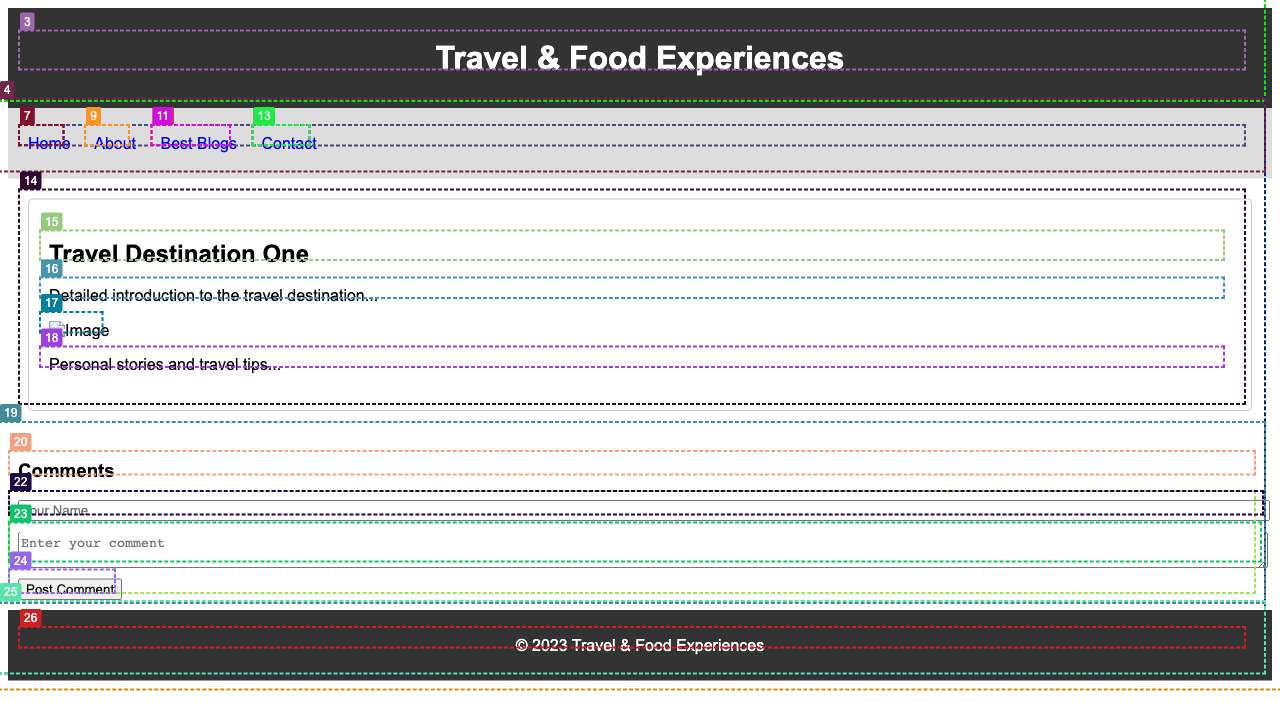 3
Travel & Food Experiences
4
7 9 11 13
Home About Best Blogs Contact
14
15
Travel Destination One
16
Detailed introduction to the travel destination...
17
Image
18
Personal stories and travel tips...
19
20
Comments
22
Your Name
23
Enter your comment
24
Post Comment
25
26
© 2023 Travel & Food Experiences